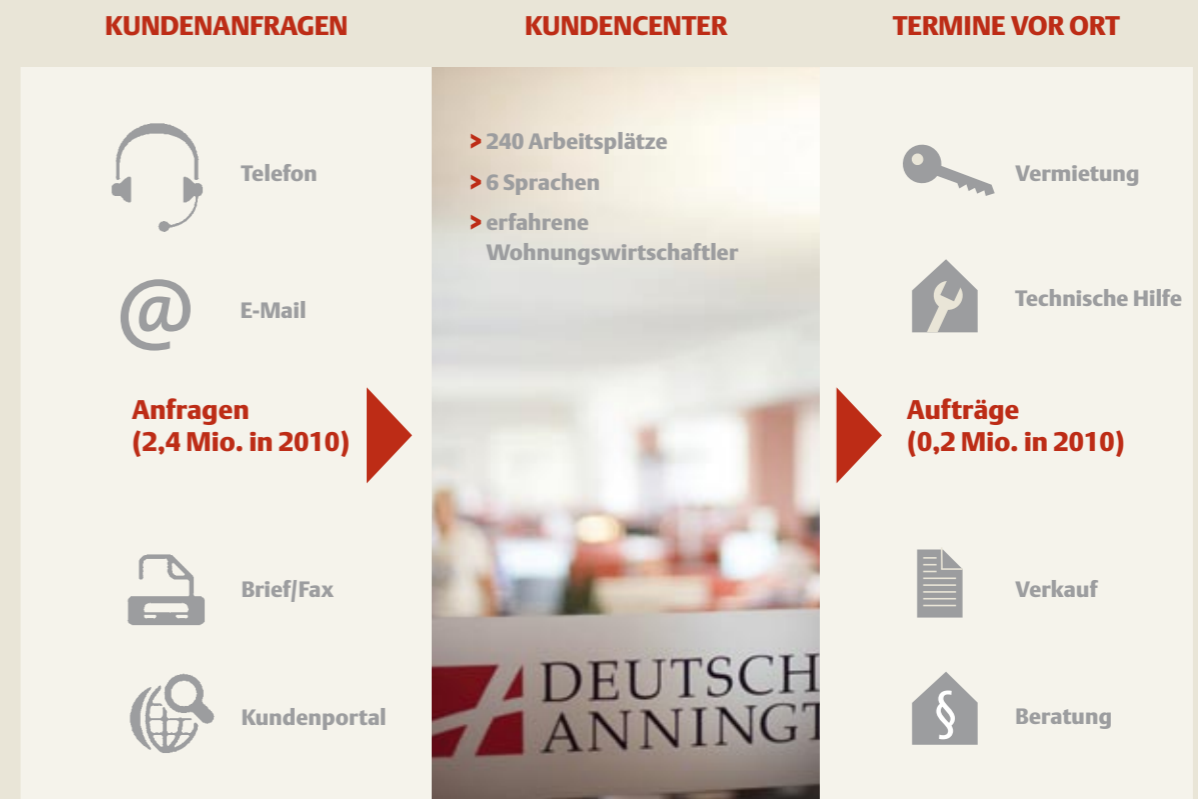 KUNDENANFRAGEN
Telefon
@
E-Mail
Anfragen
(2,4 Mio. in 2010)
Brief/Fax
Kundenportal
KUNDENCENTER
> 240 Arbeitsplätze
> 6 Sprachen
> erfahrene
Wohnungswirtschaftler
DEUTSCH
ANNINGT
TERMINE VOR ORT
Vermietung
Technische Hilfe
Aufträge
(0,2 Mio. in 2010)
Verkauf
§
Beratung